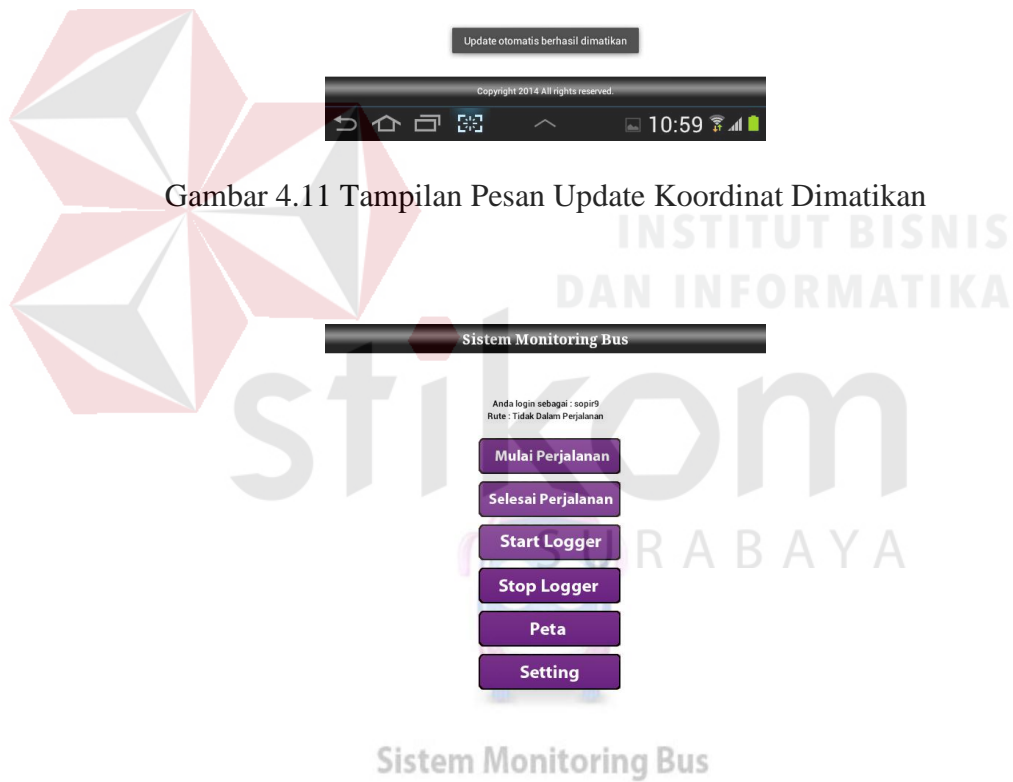 Update otomatis berhasil dimatikan
Copyright 2014 All rights reserved.
10:59
Gambar 4.11 Tampilan Pesan Update Koordinat Dimatikan
INSTITUT BISNIS
DAN INFORMATIKA
stikom
SURABAYA
Sistem Monitoring Bus
Anda login sebagai : sopir9
Rute : Tidak Dalam Perjalanan
Mulai Perjalanan
Selesai Perjalanan
Start Logger
Stop Logger
Peta
Setting
Sistem Monitoring Bus